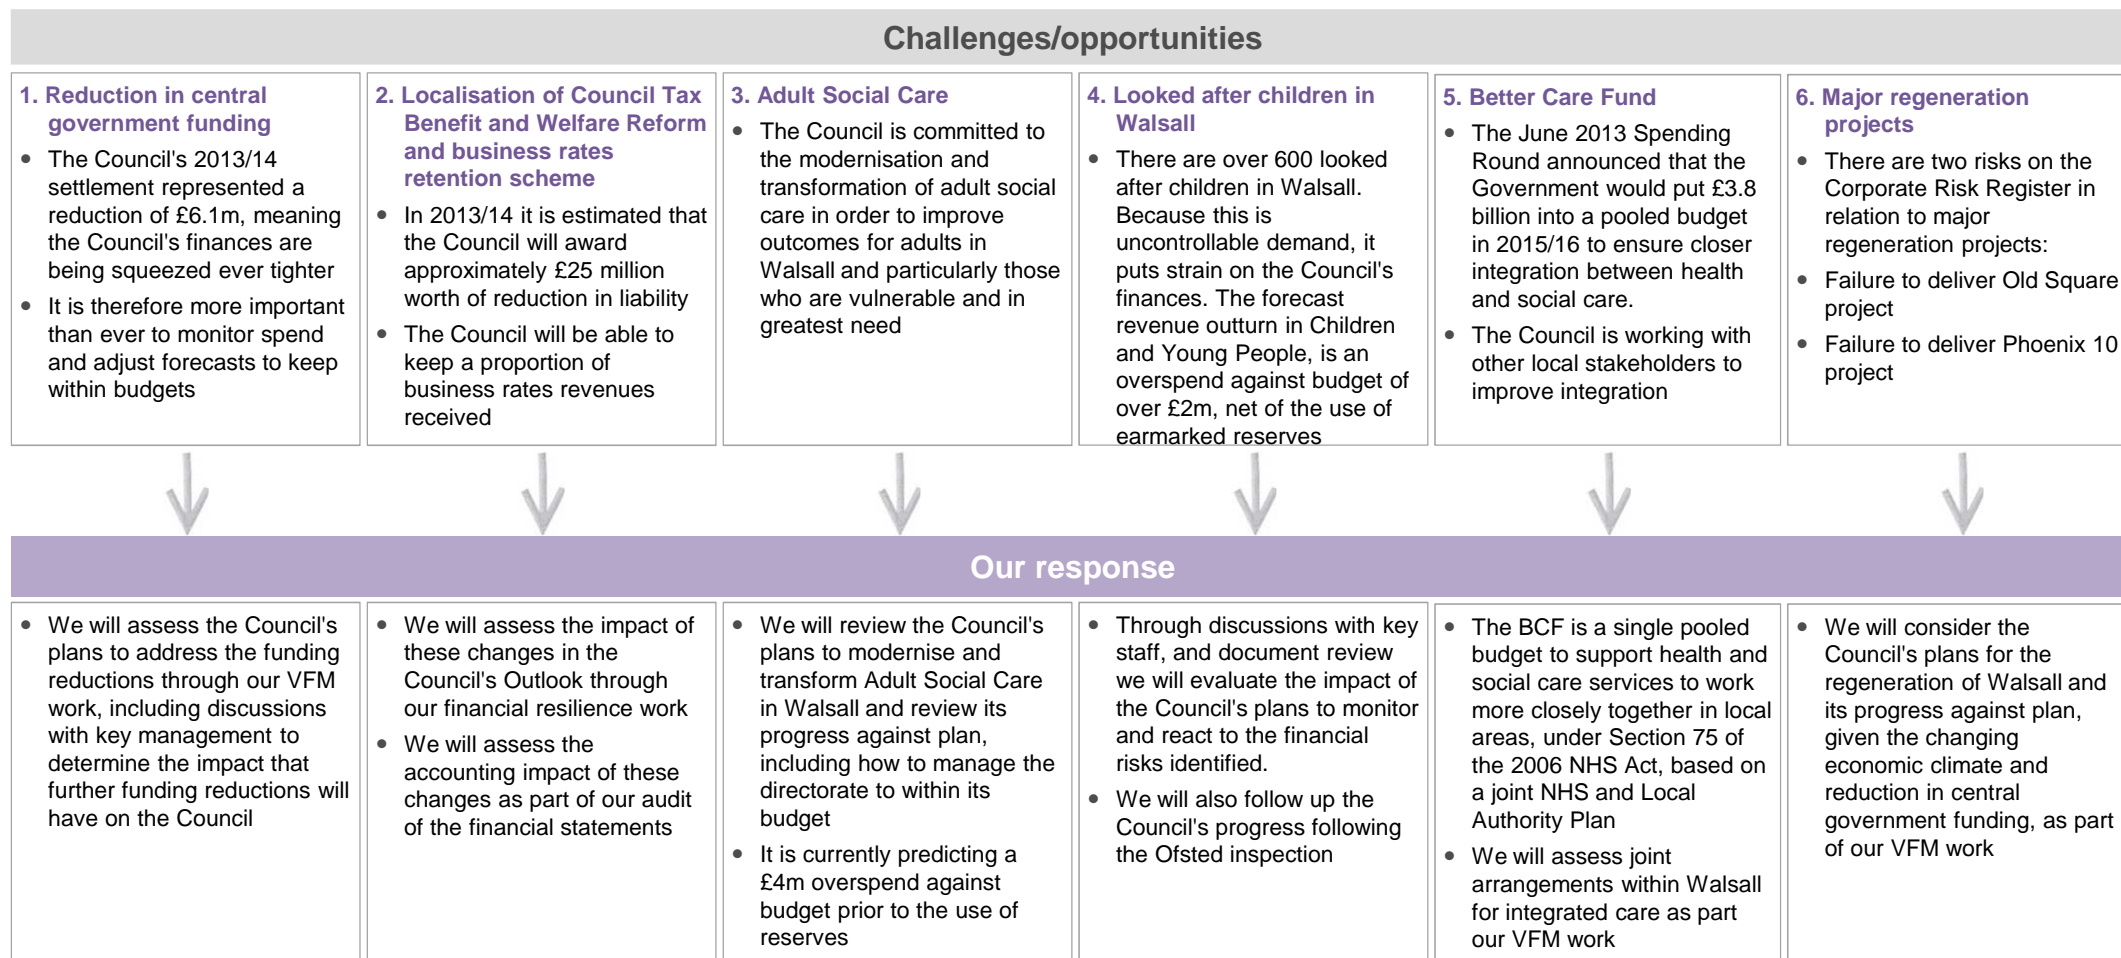 Challenges/opportunities
1. Reduction in central
government funding
• The Council's 2013/14
settlement represented a
reduction of £6.1m, meaning
the Council's finances are
being squeezed ever tighter
• It is therefore more important
than ever to monitor spend
and adjust forecasts to keep
within budgets
2. Localisation of Council Tax
Benefit and Welfare Reform
and business rates
retention scheme
• In 2013/14 it is estimated that
the Council will award
approximately £25 million
worth of reduction in liability
• The Council will be able to
keep a proportion of
business rates revenues
received
3. Adult Social Care
• The Council is committed to
the modernisation and
transformation of adult social
care in order to improve
outcomes for adults in
Walsall and particularly those
who are vulnerable and in
greatest need
4. Looked after children in
Walsall
• There are over 600 looked
after children in Walsall.
Because this is
uncontrollable demand, it
puts strain on the Council's
finances. The forecast
revenue outturn in Children
and Young People, is an
overspend against budget of
over £2m, net of the use of
earmarked reserves
5. Better Care Fund
• The June 2013 Spending
Round announced that the
Government would put £3.8
billion into a pooled budget
in 2015/16 to ensure closer
integration between health
and social care.
• The Council is working with
other local stakeholders to
improve integration
6. Major regeneration
projects
• There are two risks on the
Corporate Risk Register in
relation to major
regeneration projects:
• Failure to deliver Old Square
project
• Failure to deliver Phoenix 10
project
Our response
• We will assess the Council's
plans to address the funding
reductions through our VFM
work, including discussions
with key management to
determine the impact that
further funding reductions will
have on the Council
• We will assess the impact of
these changes in the
Council's Outlook through
our financial resilience work
• We will assess the
accounting impact of these
changes as part of our audit
of the financial statements
• We will review the Council's
plans to modernise and
transform Adult Social Care
in Walsall and review its
progress against plan,
including how to manage the
directorate to within its
budget
• It is currently predicting a
£4m overspend against
budget prior to the use of
reserves
• Through discussions with key
staff, and document review
we will evaluate the impact of
the Council's plans to monitor
and react to the financial
risks identified.
• We will also follow up the
Council's progress following
the Ofsted inspection
• The BCF is a single pooled
budget to support health and
social care services to work
more closely together in local
areas, under Section 75 of
the 2006 NHS Act, based on
a joint NHS and Local
Authority Plan
• We will assess joint
arrangements within Walsall
for integrated care as part
our VFM work
• We will consider the
Council's plans for the
regeneration of Walsall and
its progress against plan,
given the changing
economic climate and
reduction in central
government funding, as part
of our VFM work